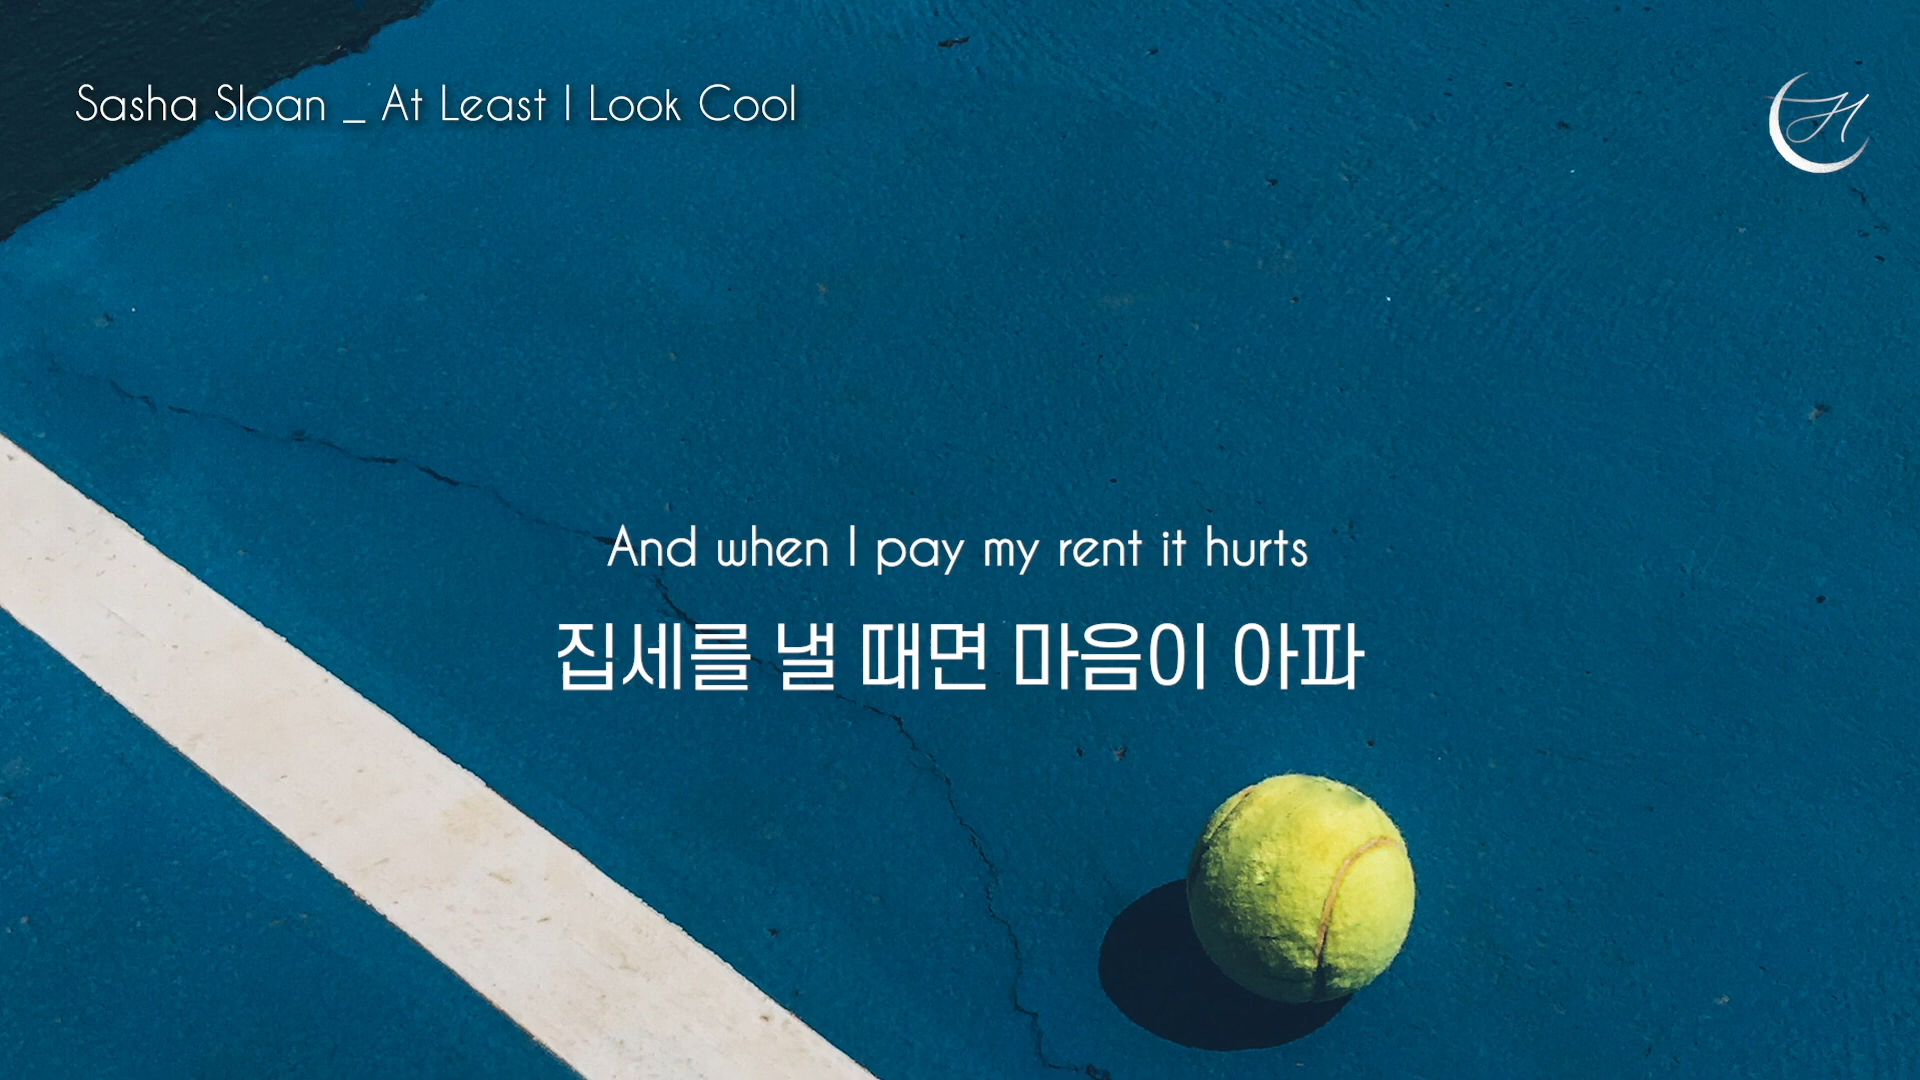 Sasha Sloan _ At Least I Look Cool
And when I pay my rent it hurts
집세를 낼 때면 마음이 아파